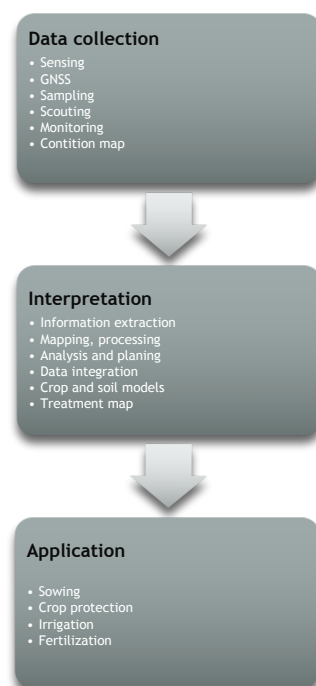 Data collection
• Sensing
• GNSS
• Sampling
• Scouting
• Monitoring
• Contition map
Interpretation
• Information extraction
• Mapping, processing
• Analysis and planing
• Data integration
• Crop and soil models
• Treatment map
Application
• Sowing
• Crop protection
• Irrigation
• Fertilization